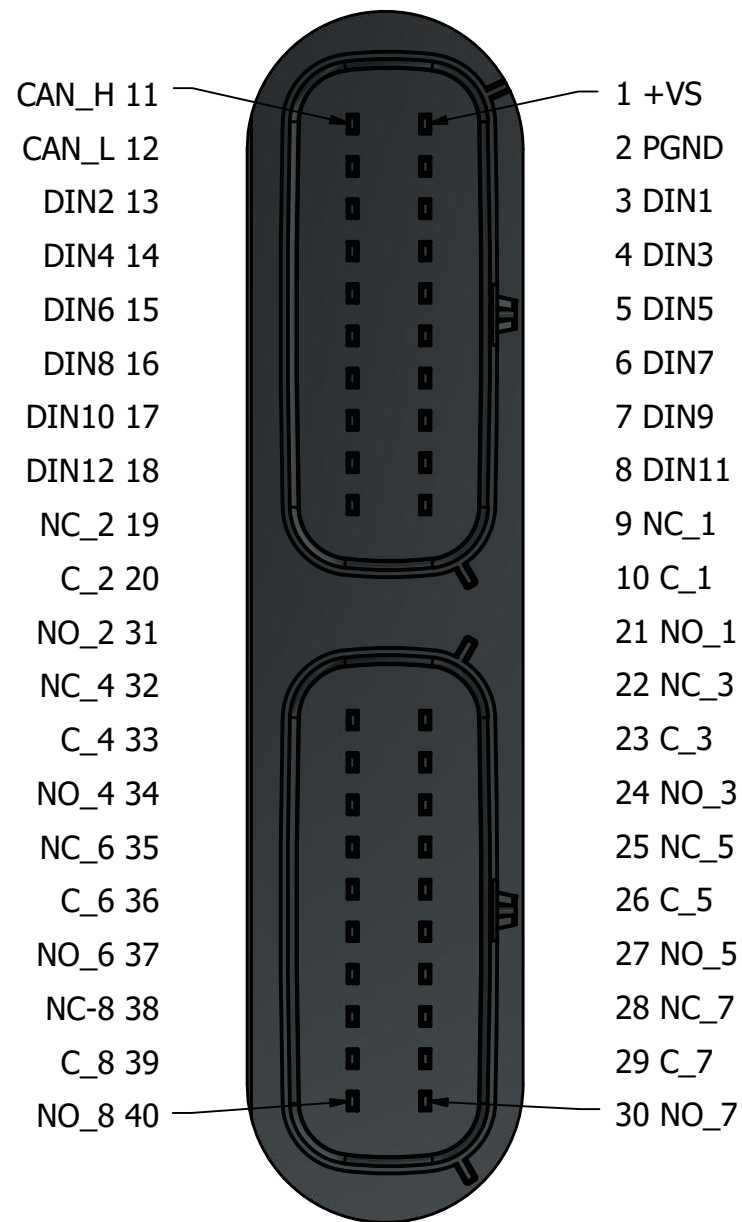 CAN_H 11
CAN_L 12
DIN2 13
DIN4 14
DIN6 15
DIN8 16
DIN10 17
DIN12 18
NC_2 19
C_2 20
NO_2 31
NC_4 32
C_4 33
NO_4 34
NC_6 35
C_6 36
NO_6 37
NC-8 38
C_8 39
NO_8 40
1 +VS
2 PGND
3 DIN1
4 DIN3
5 DIN5
6 DIN7
7 DIN9
8 DIN11
9 NC_1
10 C_1
21 NO_1
22 NC_3
23 C_3
24 NO_3
25 NC_5
26 C_5
27 NO_5
28 NC_7
29 C_7
30 NO_7